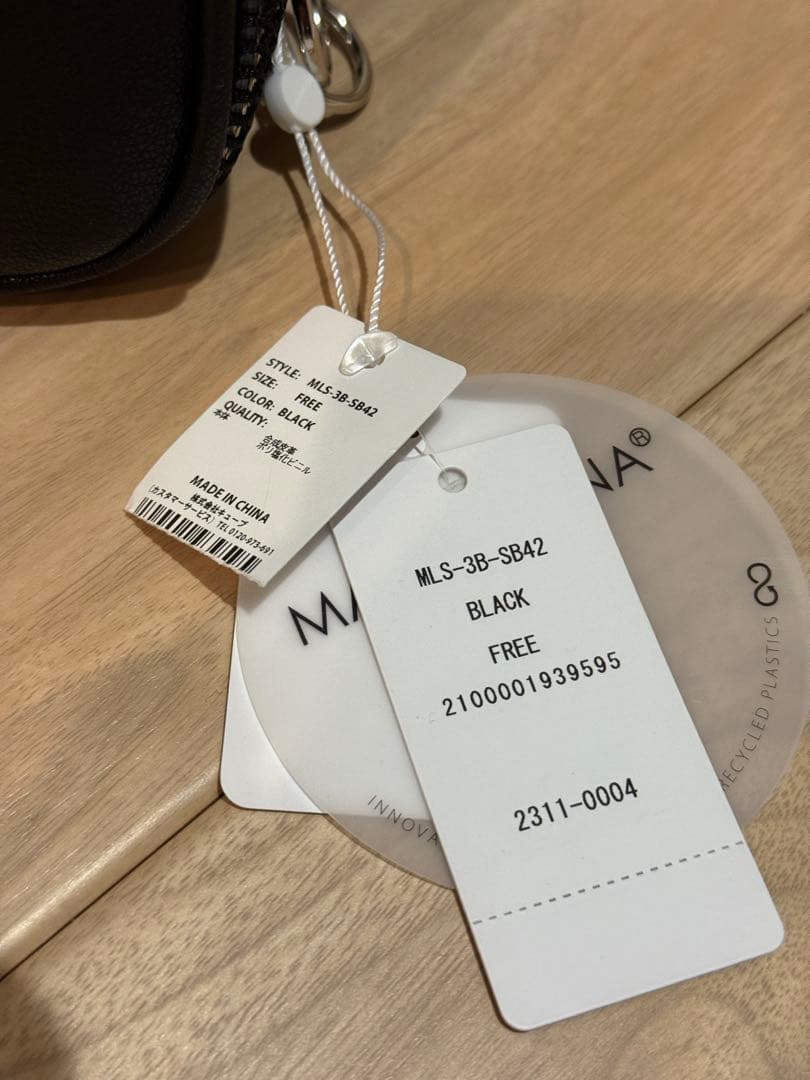 STYLE: MLS-3B-SB42
SIZE: FREE
COLOR: BLACK
QUALITY:
本体
合成皮革
ポリ塩化ビニル
MADE IN CHINA
株式会社キューブ
(カスタマーサービス) TEL 0120-973-691
MLS-3B-SB42
BLACK
FREE
2100001939595
2311-0004
MA
NA®
INNOVA
RECYCLED PLASTICS